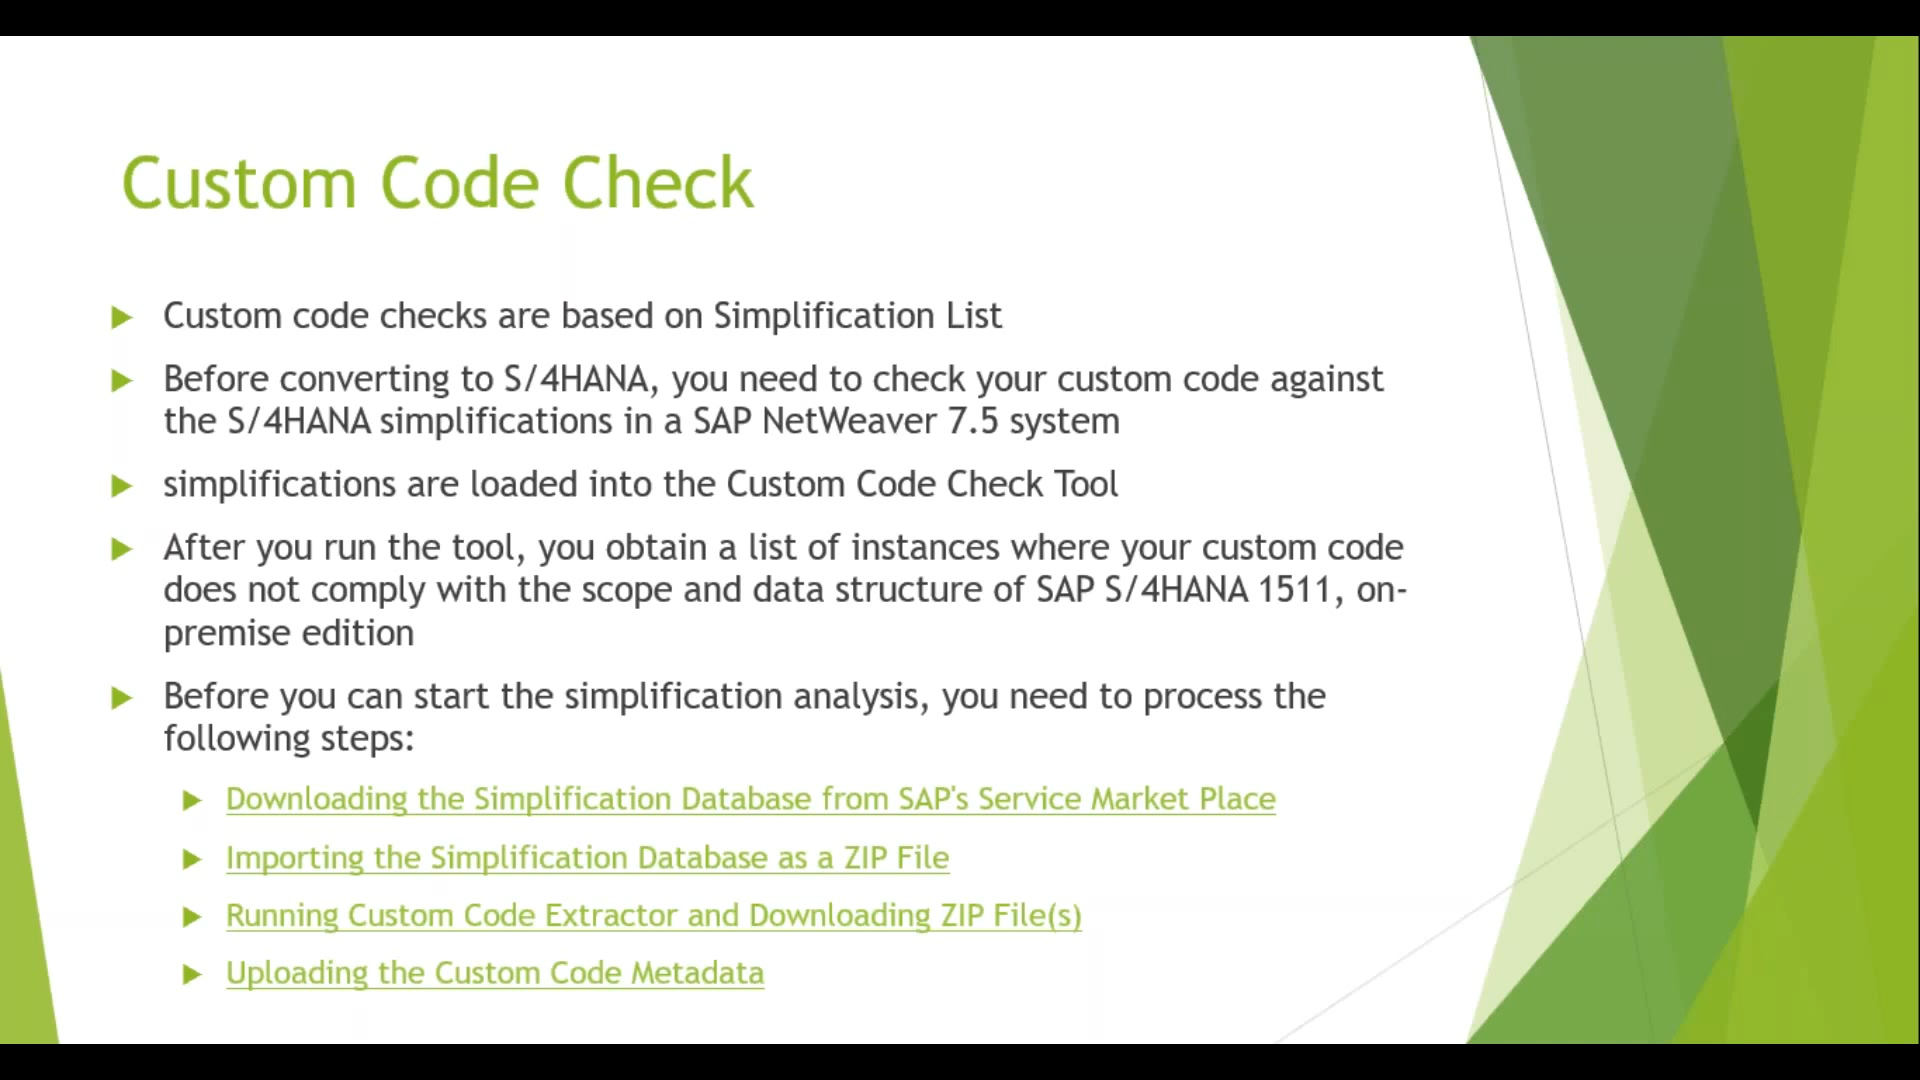 Custom Code Check
Custom code checks are based on Simplification List
Before converting to S/4HANA, you need to check your custom code against
the S/4HANA simplifications in a SAP NetWeaver 7.5 system
simplifications are loaded into the Custom Code Check Tool
After you run the tool, you obtain a list of instances where your custom code
does not comply with the scope and data structure of SAP S/4HANA 1511, on-
premise edition
Before you can start the simplification analysis, you need to process the
following steps:
Downloading the Simplification Database from SAP's Service Market Place
Importing the Simplification Database as a ZIP File
Running Custom Code Extractor and Downloading ZIP File(s)
Uploading the Custom Code Metadata